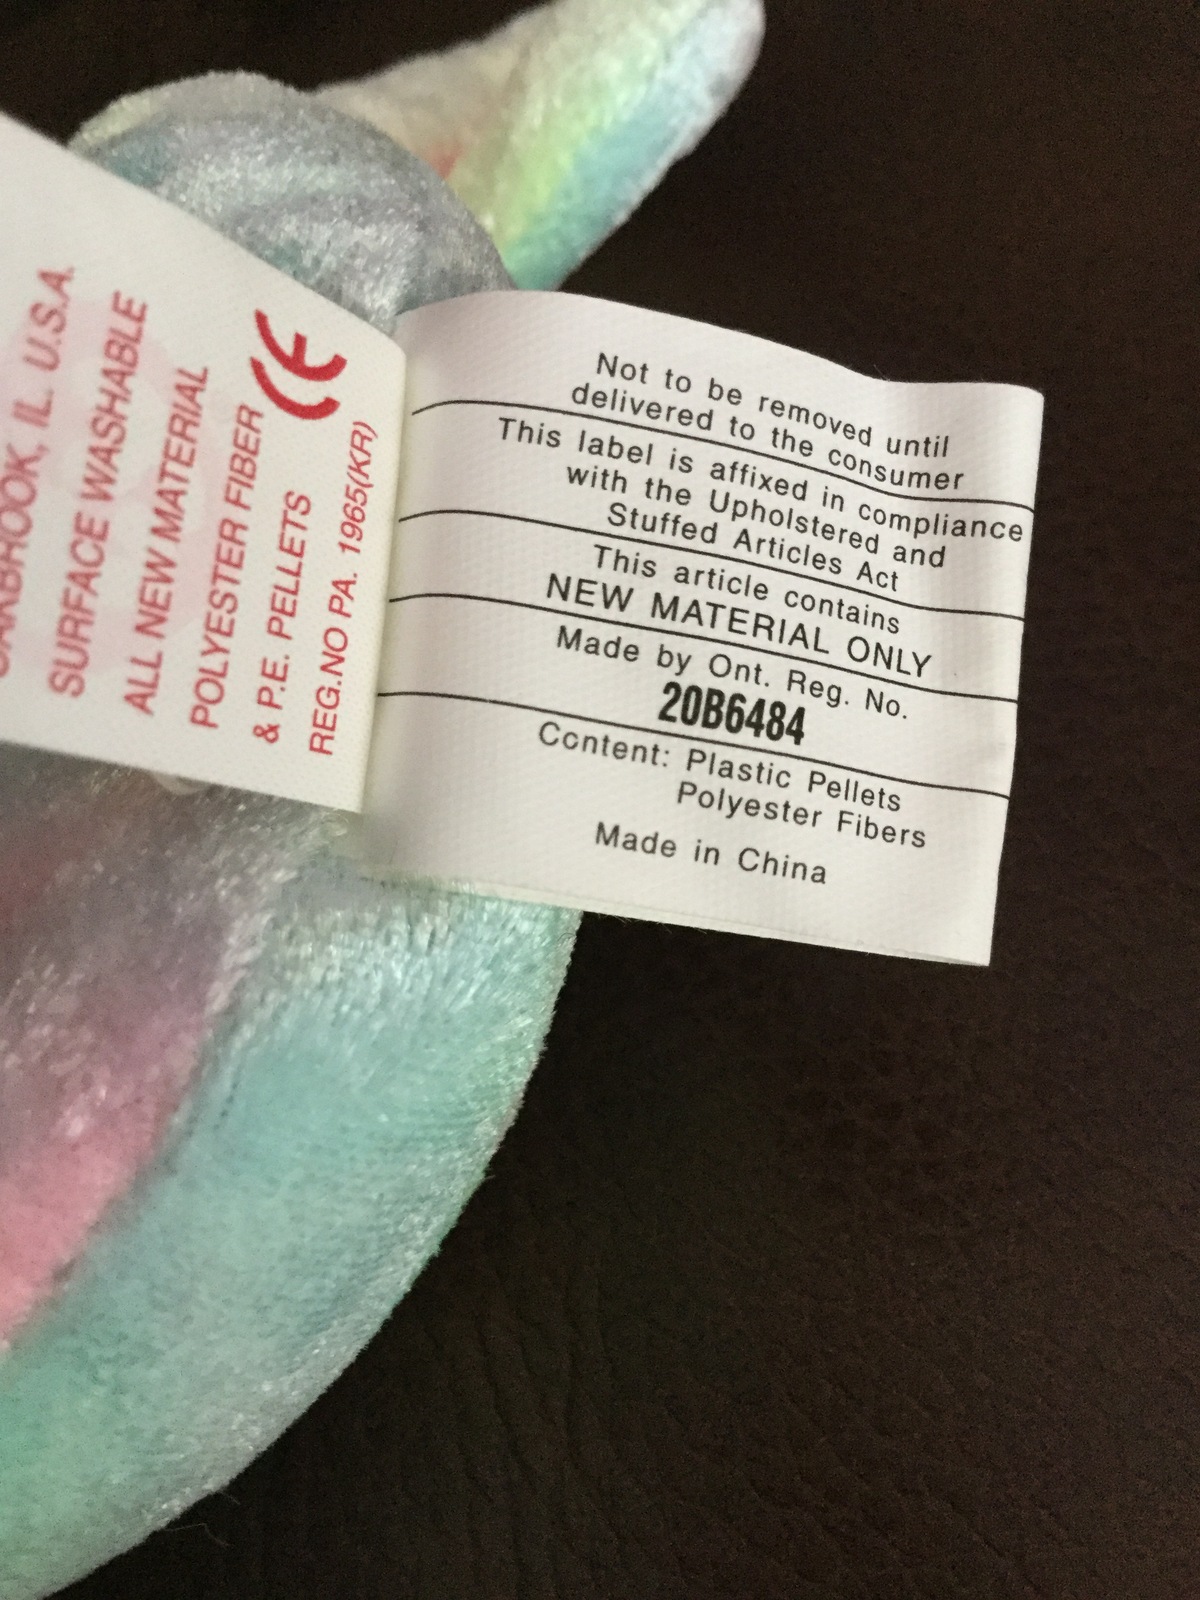 OAKBROOK, IL. U.S.A.
SURFACE WASHABLE
ALL NEW MATERIAL
POLYESTER FIBER
& P.E. PELLETS
REG.NO PA. 1965(KR)
CE
Not to be removed until
delivered to the consumer
This label is affixed in compliance
with the Upholstered and
Stuffed Articles Act
This article contains
NEW MATERIAL ONLY
Made by Ont. Reg. No.
20B6484
Content: Plastic Pellets
Polyester Fibers
Made in China